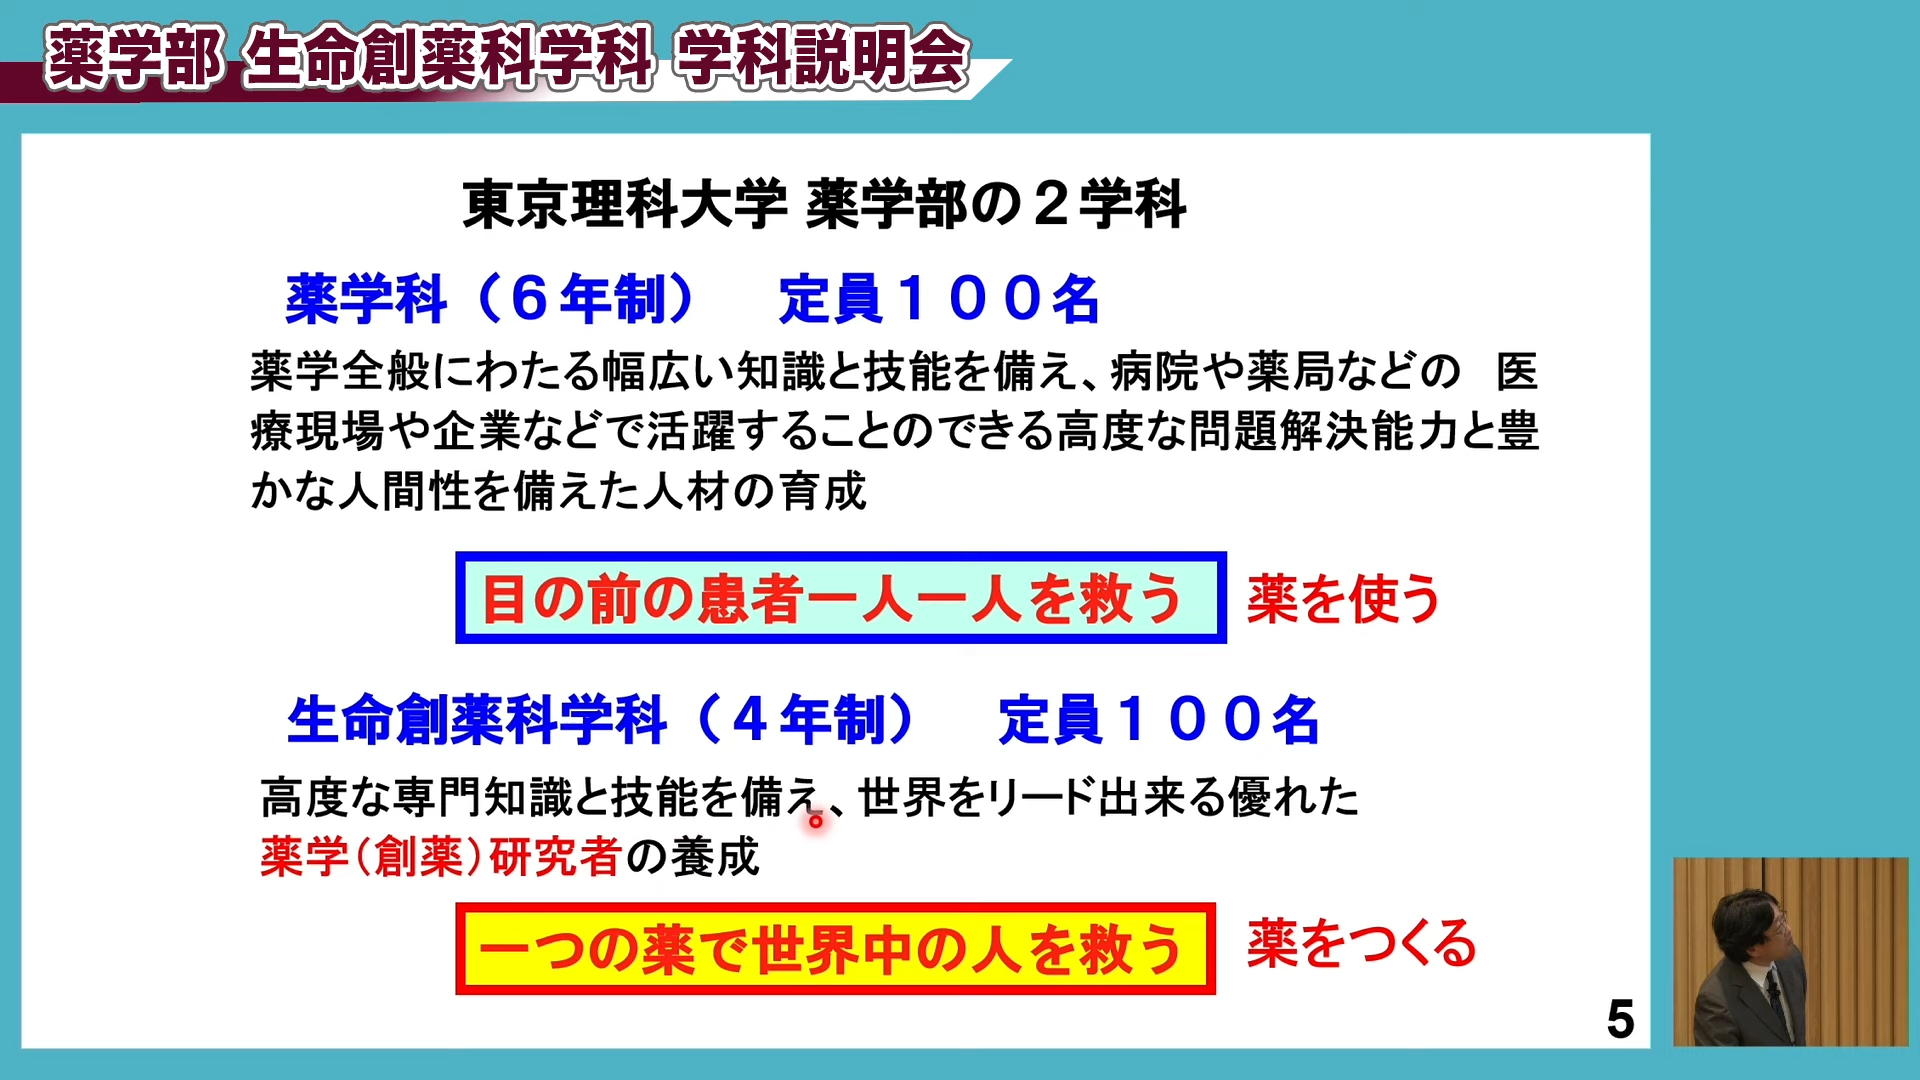 薬学部 生命創薬科学科 学科説明会
東京理科大学 薬学部の２学科
薬学科（６年制）　定員１００名
薬学全般にわたる幅広い知識と技能を備え、病院や薬局などの　医
療現場や企業などで活躍することのできる高度な問題解決能力と豊
かな人間性を備えた人材の育成
目の前の患者一人一人を救う 薬を使う
生命創薬科学科（４年制）　定員１００名
高度な専門知識と技能を備え、世界をリード出来る優れた
薬学（創薬）研究者の養成
一つの薬で世界中の人を救う 薬をつくる
5